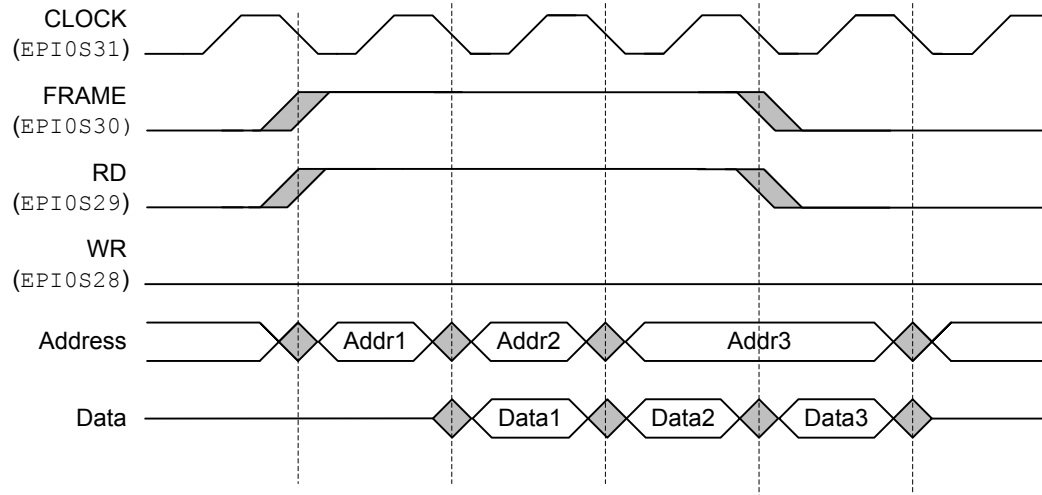 CLOCK
(EPI0S31)
FRAME
(EPI0S30)
RD
(EPI0S29)
WR
(EPI0S28)
Address Addr1 Addr2 Addr3
Data Data1 Data2 Data3